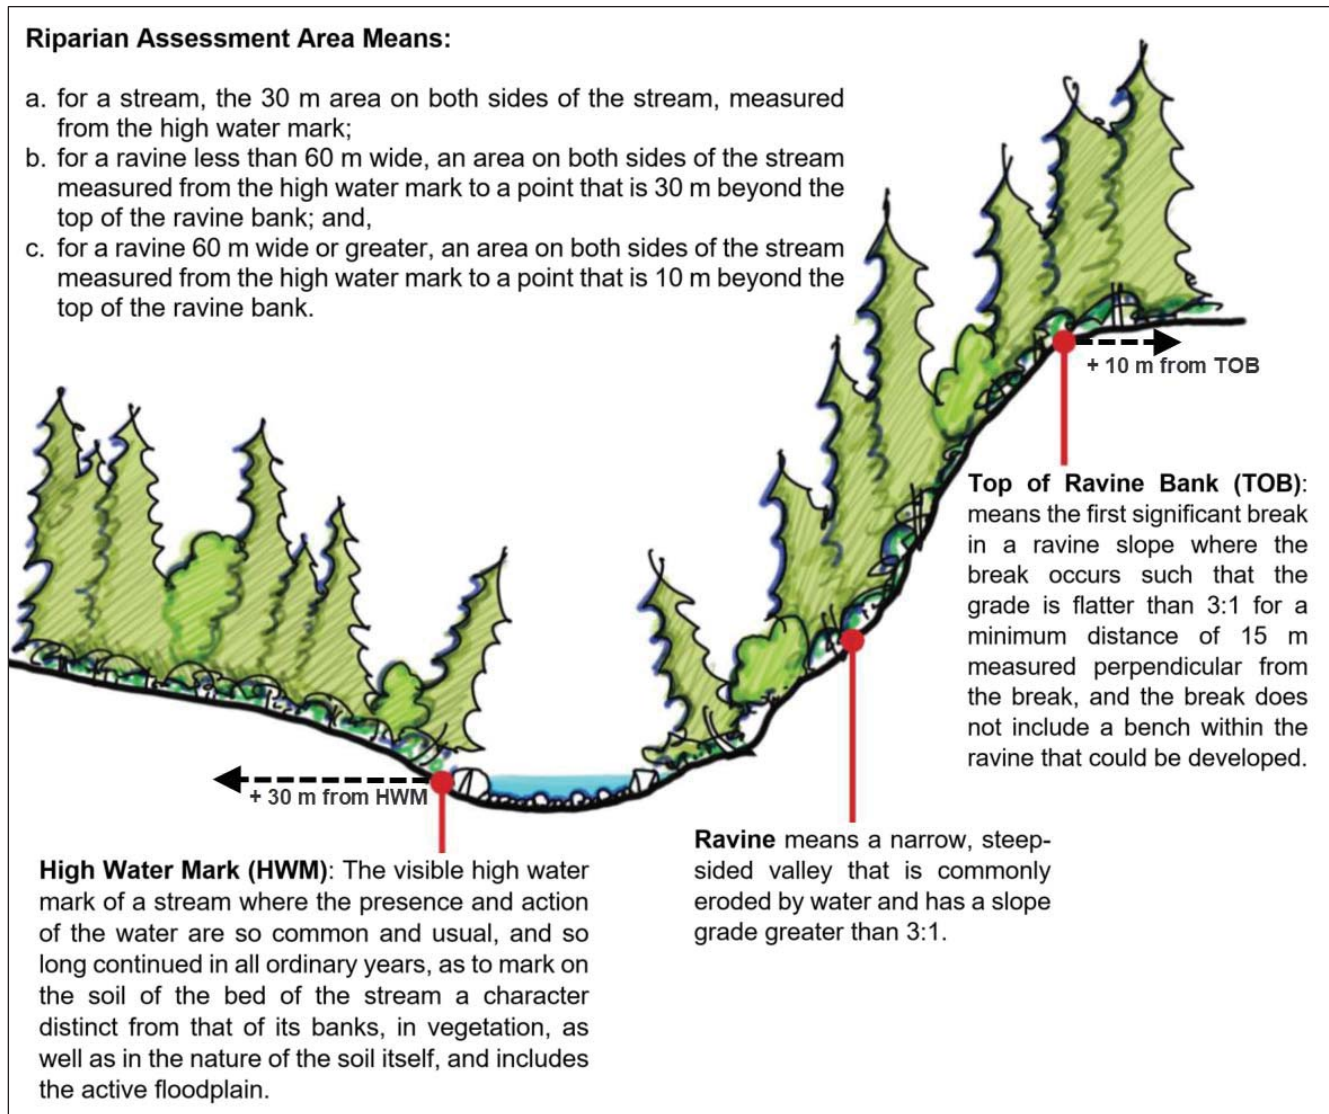 Riparian Assessment Area Means:
a. for a stream, the 30 m area on both sides of the stream, measured
from the high water mark;
b. for a ravine less than 60 m wide, an area on both sides of the stream
measured from the high water mark to a point that is 30 m beyond the
top of the ravine bank; and,
c. for a ravine 60 m wide or greater, an area on both sides of the stream
measured from the high water mark to a point that is 10 m beyond the
top of the ravine bank.
+ 10 m from TOB
Top of Ravine Bank (TOB):
means the first significant break
in a ravine slope where the
break occurs such that the
grade is flatter than 3:1 for a
minimum distance of 15 m
measured perpendicular from
the break, and the break does
not include a bench within the
ravine that could be developed.
+ 30 m from HWM
Ravine means a narrow, steep-
sided valley that is commonly
eroded by water and has a slope
grade greater than 3:1.
High Water Mark (HWM): The visible high water
mark of a stream where the presence and action
of the water are so common and usual, and so
long continued in all ordinary years, as to mark on
the soil of the bed of the stream a character
distinct from that of its banks, in vegetation, as
well as in the nature of the soil itself, and includes
the active floodplain.